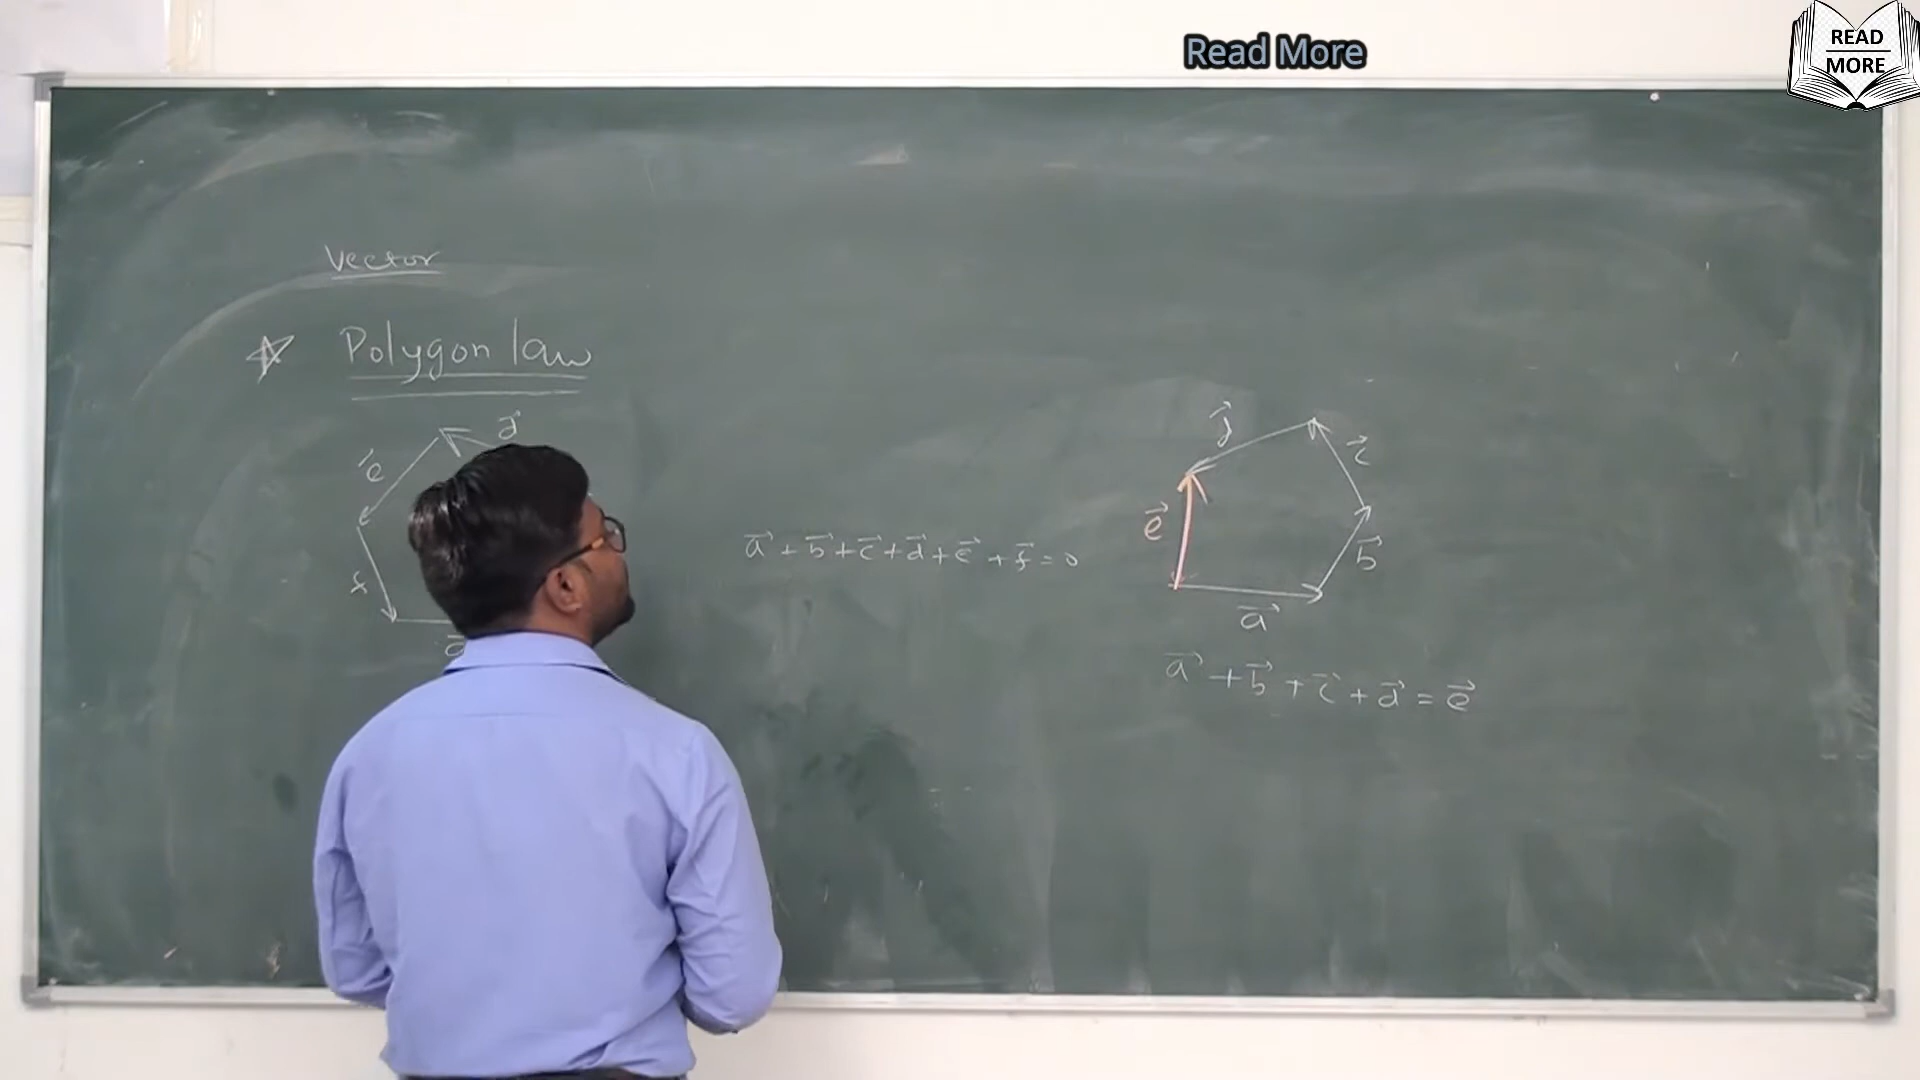 Read More
READ
MORE
Vector
Polygon law
d⃗
e⃗
f
a⃗ + b⃗ + c⃗ + d⃗ + e⃗ + f⃗ = 0
d⃗
c⃗
e⃗
b⃗
a⃗
a⃗ + b⃗ + c⃗ + d⃗ = e⃗